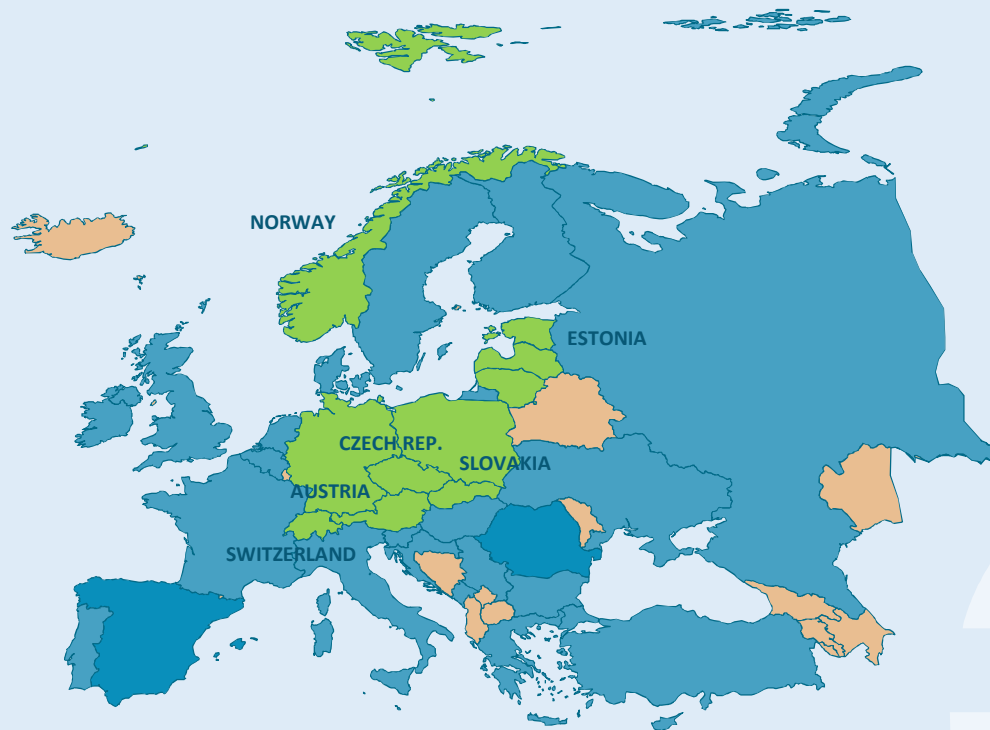 NORWAY
ESTONIA
CZECH REP.
SLOVAKIA
AUSTRIA
SWITZERLAND